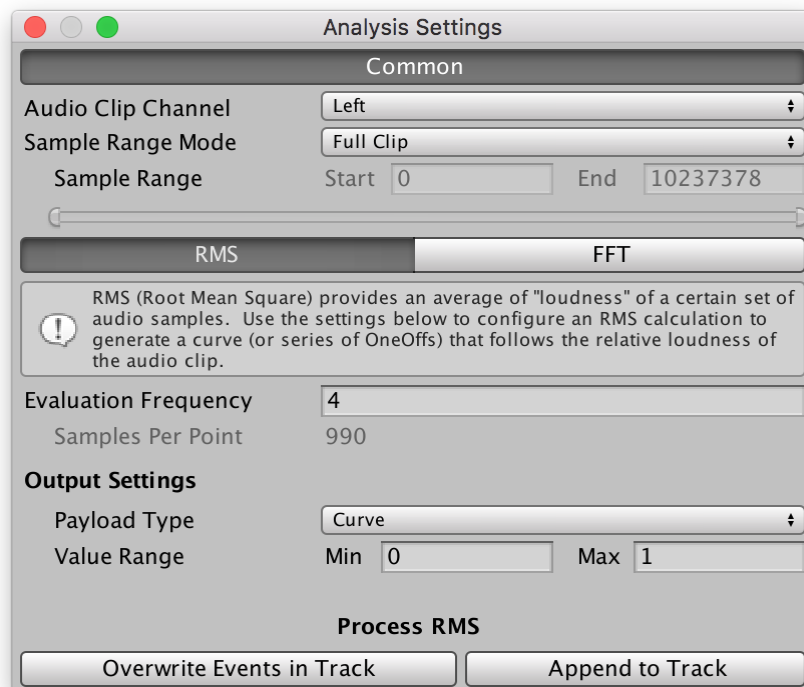 Analysis Settings
Common
Audio Clip Channel Left
Sample Range Mode Full Clip
Sample Range Start 0 End 10237378
RMS FFT
RMS (Root Mean Square) provides an average of "loudness" of a certain set of
audio samples.  Use the settings below to configure an RMS calculation to
generate a curve (or series of OneOffs) that follows the relative loudness of
the audio clip.
Evaluation Frequency 4
Samples Per Point 990
Output Settings
Payload Type Curve
Value Range Min 0 Max 1
Process RMS
Overwrite Events in Track Append to Track